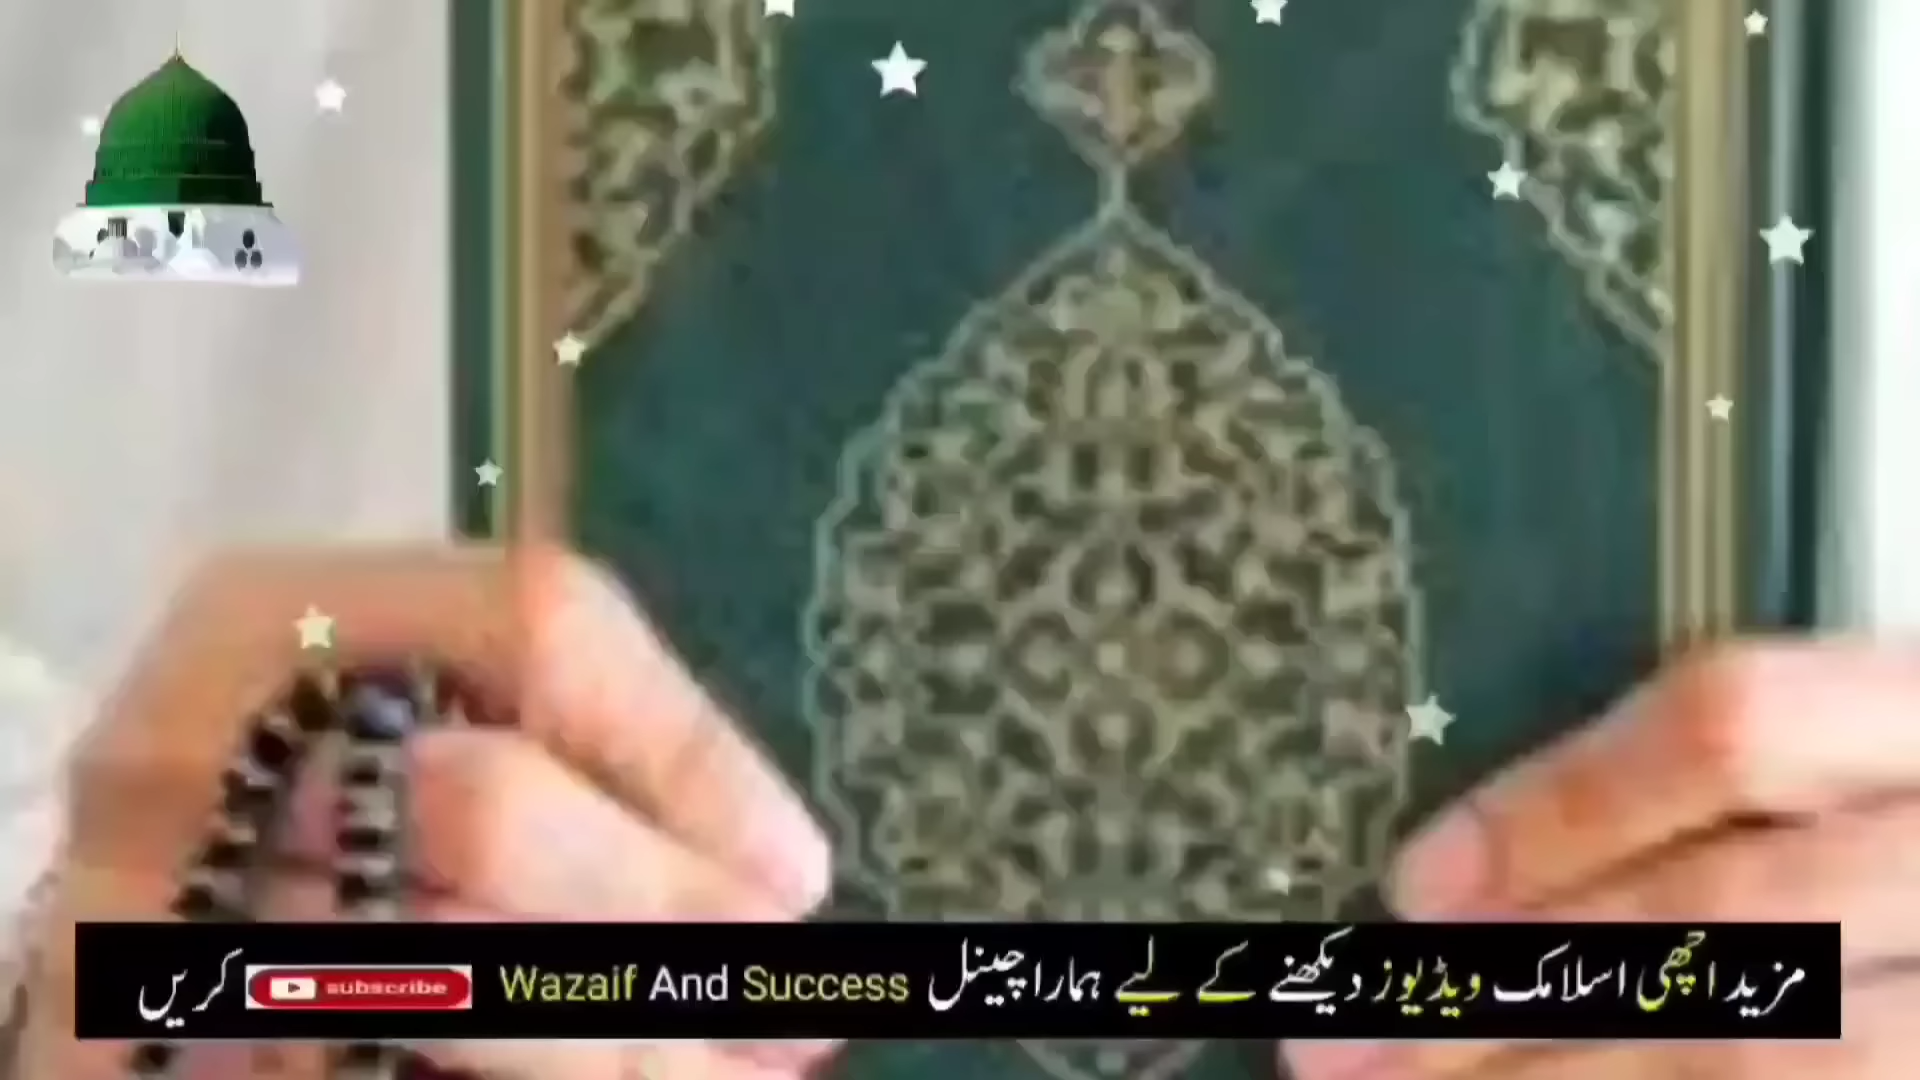 مزید اچھی اسلامک ویڈیوز دیکھنے کے لیے ہمارا چینل Wazaif And Success subscribe کریں